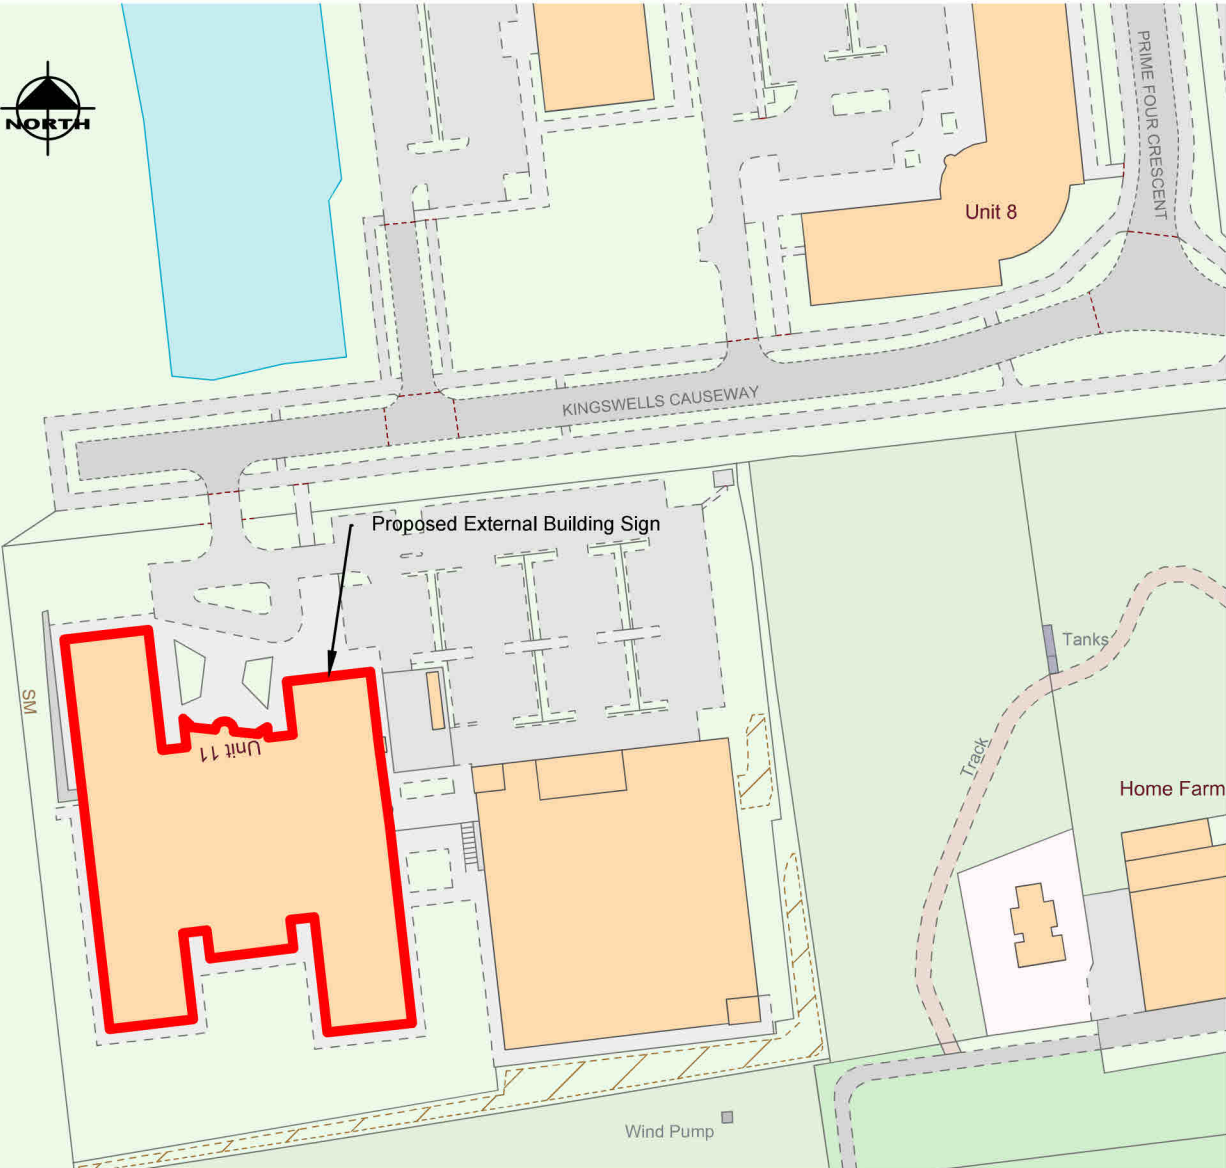 NORTH
PRIME FOUR CRESCENT
Unit 8
KINGSWELLS CAUSEWAY
Proposed External Building Sign
Tanks
SM
Unit 11
Track
Home Farm
Wind Pump